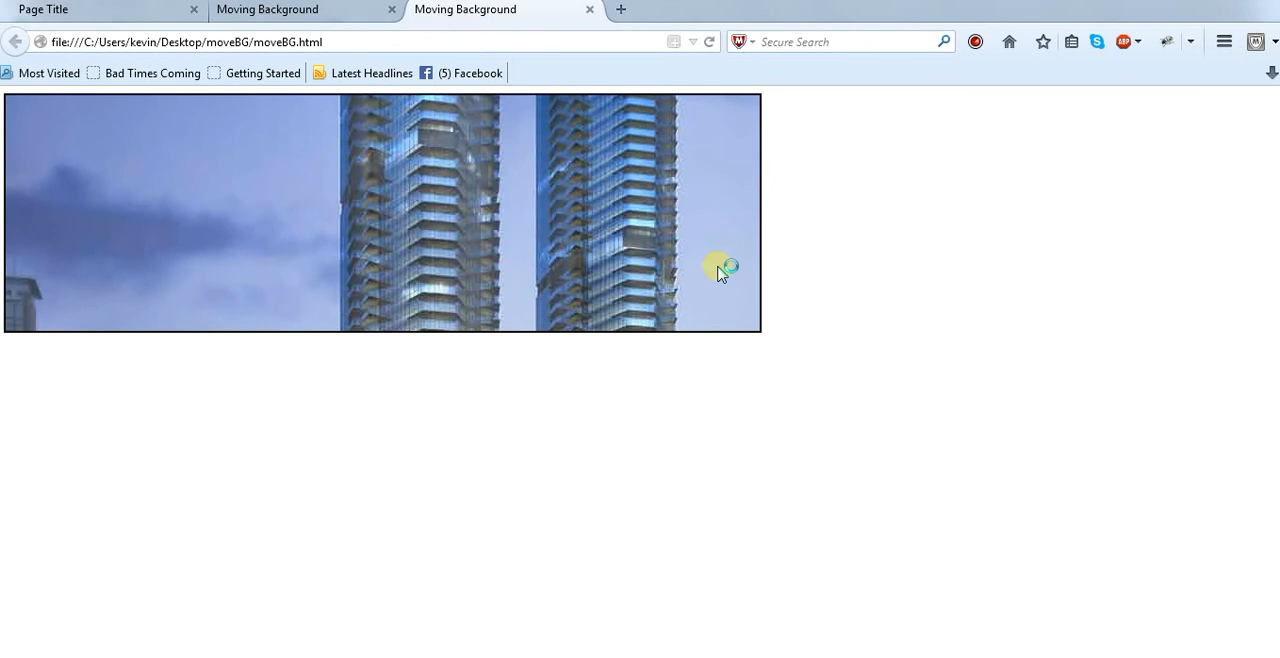 Page Title
Moving Background
Moving Background
file:///C:/Users/kevin/Desktop/moveBG/moveBG.html
Secure Search
ABP
Most Visited
Bad Times Coming
Getting Started
Latest Headlines
(5) Facebook